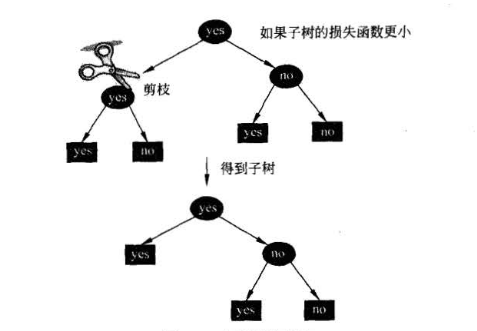 yes
如果子树的损失函数更小
剪枝
yes
no
yes
no
yes
no
得到子树
yes
yes
no
yes
no